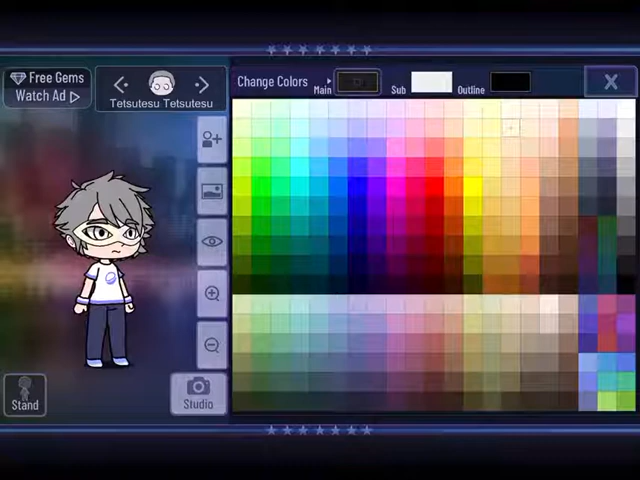 Free Gems
Watch Ad
Tetsutesu Tetsutesu
Change Colors
Main
Sub
Outline
X
Stand
Studio